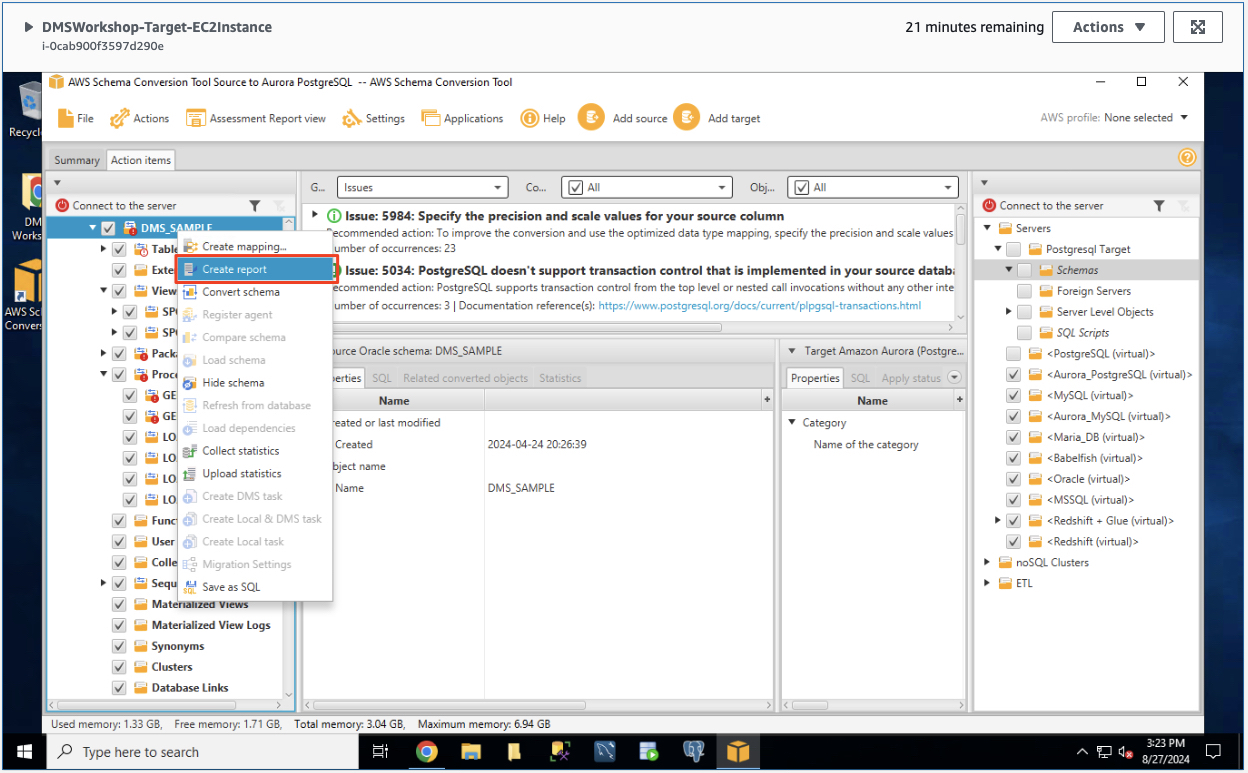 DMSWorkshop-Target-EC2Instance
i-0cab900f3597d290e
21 minutes remaining
Actions
AWS Schema Conversion Tool Source to Aurora PostgreSQL -- AWS Schema Conversion Tool
File
Actions
Assessment Report view
Settings
Applications
Help
Add source
Add target
AWS profile: None selected
Summary
Action items
Connect to the server
DMS_SAMPLE
Table
Exte
View
SP
SP
Pack
Proce
GE
GE
LO
LO
LO
LO
Func
User
Colle
Sequ
Materialized Views
Materialized View Logs
Synonyms
Clusters
Database Links
Create mapping...
Create report
Convert schema
Register agent
Compare schema
Load schema
Hide schema
Refresh from database
Load dependencies
Collect statistics
Upload statistics
Create DMS task
Create Local & DMS task
Create Local task
Migration Settings
Save as SQL
G...
Issues
Co...
All
Obj...
All
Issue: 5984: Specify the precision and scale values for your source column
Recommended action: To improve the conversion and use the optimized data type mapping, specify the precision and scale values
umber of occurrences: 23
Issue: 5034: PostgreSQL doesn't support transaction control that is implemented in your source databa
ecommended action: PostgreSQL supports transaction control from the top level or nested call invocations without any other inte
umber of occurrences: 3 | Documentation reference(s): https://www.postgresql.org/docs/current/plpgsql-transactions.html
ource Oracle schema: DMS_SAMPLE
erties
SQL
Related converted objects
Statistics
Name
+
reated or last modified
Created
2024-04-24 20:26:39
bject name
Name
DMS_SAMPLE
Target Amazon Aurora (Postgre...
Properties
SQL
Apply status
Name
+
Category
Name of the category
Connect to the server
Servers
Postgresql Target
Schemas
Foreign Servers
Server Level Objects
SQL Scripts
<PostgreSQL (virtual)>
<Aurora_PostgreSQL (virtual)>
<MySQL (virtual)>
<Aurora_MySQL (virtual)>
<Maria_DB (virtual)>
<Babelfish (virtual)>
<Oracle (virtual)>
<MSSQL (virtual)>
<Redshift + Glue (virtual)>
<Redshift (virtual)>
noSQL Clusters
ETL
Used memory: 1.33 GB, Free memory: 1.71 GB, Total memory: 3.04 GB, Maximum memory: 6.94 GB
Recycl
DM
Works
AWS Sc
Convers
Type here to search
3:23 PM
8/27/2024